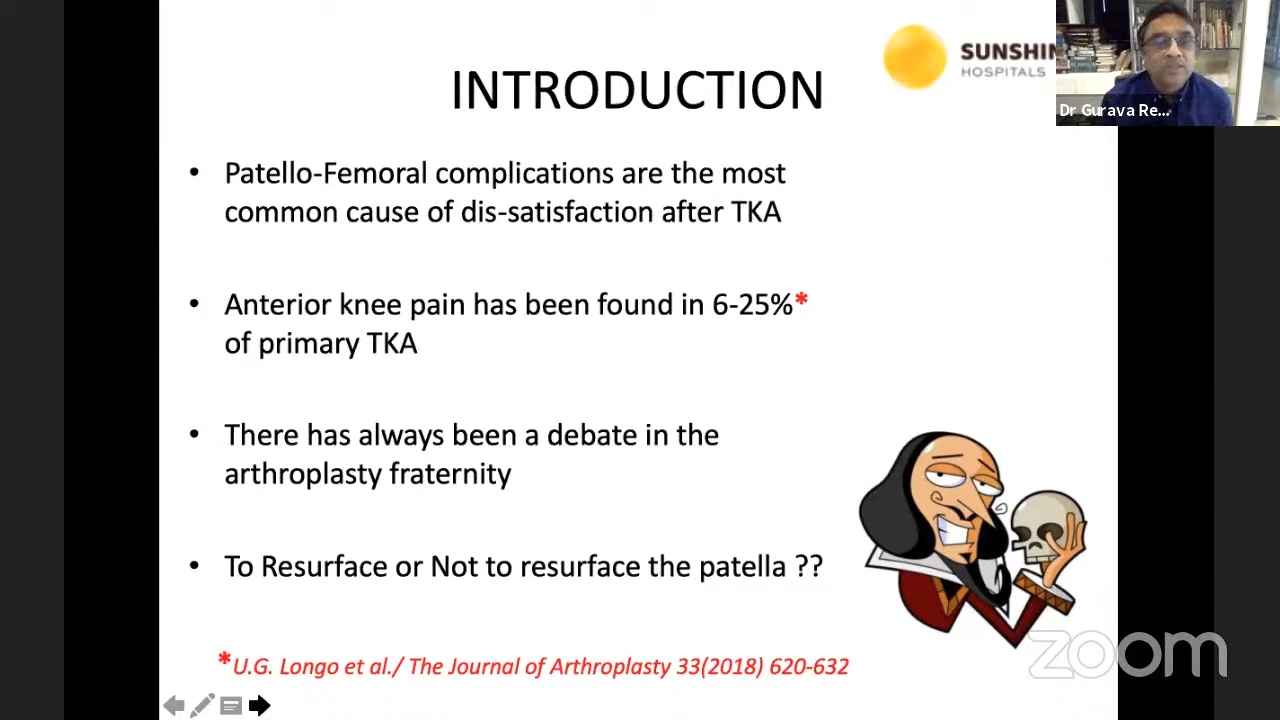 SUNSHIN
HOSPITALS
Dr Gurava Re...
INTRODUCTION
• Patello-Femoral complications are the most
common cause of dis-satisfaction after TKA
• Anterior knee pain has been found in 6-25%*
of primary TKA
• There has always been a debate in the
arthroplasty fraternity
• To Resurface or Not to resurface the patella ??
*U.G. Longo et al./ The Journal of Arthroplasty 33(2018) 620-632
zoom